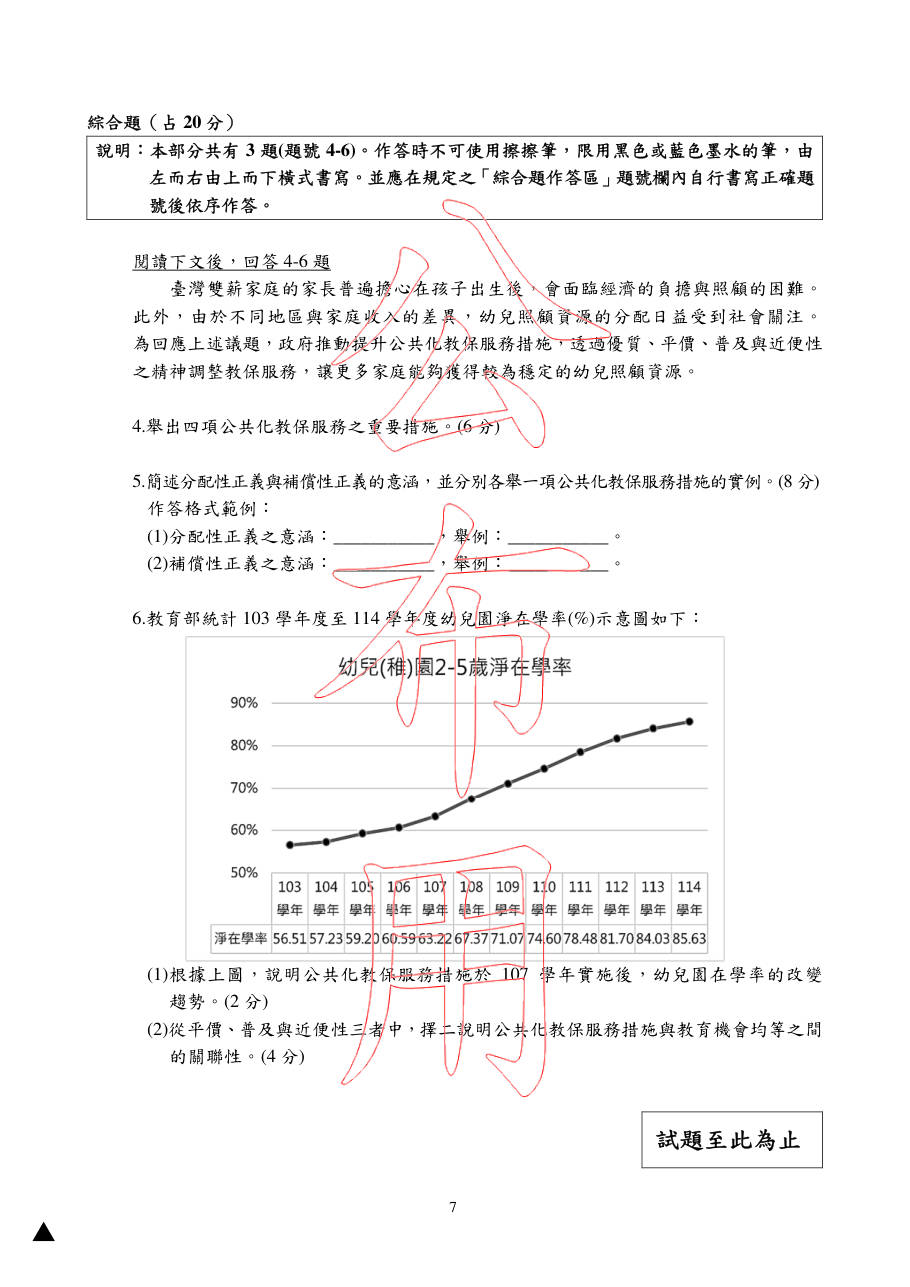 綜合題（占 20 分）
說明：本部分共有 3 題(題號 4-6)。作答時不可使用擦擦筆，限用黑色或藍色墨水的筆，由
左而右由上而下橫式書寫。並應在規定之「綜合題作答區」題號欄內自行書寫正確題
號後依序作答。
閱讀下文後，回答 4-6 題
臺灣雙薪家庭的家長普遍擔心在孩子出生後，會面臨經濟的負擔與照顧的困難。
此外，由於不同地區與家庭收入的差異，幼兒照顧資源的分配日益受到社會關注。
為回應上述議題，政府推動提升公共化教保服務措施，透過優質、平價、普及與近便性
之精神調整教保服務，讓更多家庭能夠獲得較為穩定的幼兒照顧資源。
4.舉出四項公共化教保服務之重要措施。(6 分)
5.簡述分配性正義與補償性正義的意涵，並分別各舉一項公共化教保服務措施的實例。(8 分)
作答格式範例：
(1)分配性正義之意涵：____________，舉例：____________。
(2)補償性正義之意涵：____________，舉例：____________。
6.教育部統計 103 學年度至 114 學年度幼兒園淨在學率(%)示意圖如下：
幼兒(稚)園2-5歲淨在學率
90%
80%
70%
60%
50%
103 104 105 106 107 108 109 110 111 112 113 114
學年 學年 學年 學年 學年 學年 學年 學年 學年 學年 學年 學年
淨在學率 56.51 57.23 59.20 60.59 63.22 67.37 71.07 74.60 78.48 81.70 84.03 85.63
(1)根據上圖，說明公共化教保服務措施於 107 學年實施後，幼兒園在學率的改變
趨勢。(2 分)
(2)從平價、普及與近便性三者中，擇二說明公共化教保服務措施與教育機會均等之間
的關聯性。(4 分)
公布用
試題至此為止
7